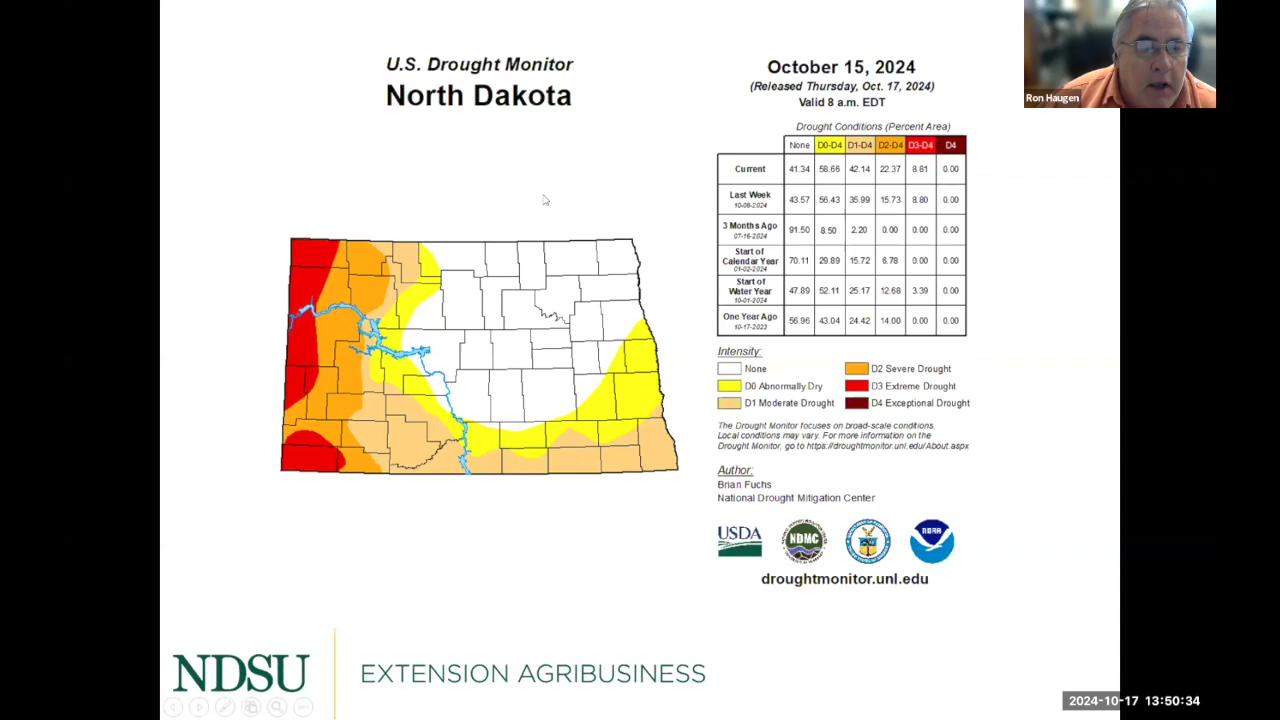 U.S. Drought Monitor
North Dakota
October 15, 2024
(Released Thursday, Oct. 17, 2024)
Valid 8 a.m. EDT
Ron Haugen
Drought Conditions (Percent Area)
None D0-D4 D1-D4 D2-D4 D3-D4 D4
Current 41.34 58.66 42.14 22.37 8.81 0.00
Last Week
10-08-2024
43.57 56.43 35.99 15.73 8.80 0.00
3 Months Ago
07-16-2024
91.50 8.50 2.20 0.00 0.00 0.00
Start of
Calendar Year
01-02-2024
70.11 29.89 15.72 6.78 0.00 0.00
Start of
Water Year
10-01-2024
47.89 52.11 25.17 12.68 3.39 0.00
One Year Ago
10-17-2023
56.96 43.04 24.42 14.00 0.00 0.00
Intensity:
None
D0 Abnormally Dry
D1 Moderate Drought
D2 Severe Drought
D3 Extreme Drought
D4 Exceptional Drought
The Drought Monitor focuses on broad-scale conditions.
Local conditions may vary. For more information on the
Drought Monitor, go to https://droughtmonitor.unl.edu/About.aspx
Author:
Brian Fuchs
National Drought Mitigation Center
USDA
NDMC
NOAA
droughtmonitor.unl.edu
NDSU
EXTENSION AGRIBUSINESS
2024-10-17 13:50:34